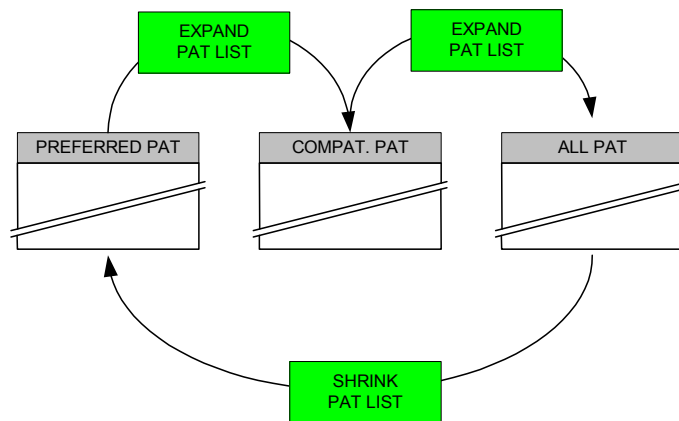 EXPAND
PAT LIST
EXPAND
PAT LIST
PREFERRED PAT
COMPAT. PAT
ALL PAT
SHRINK
PAT LIST